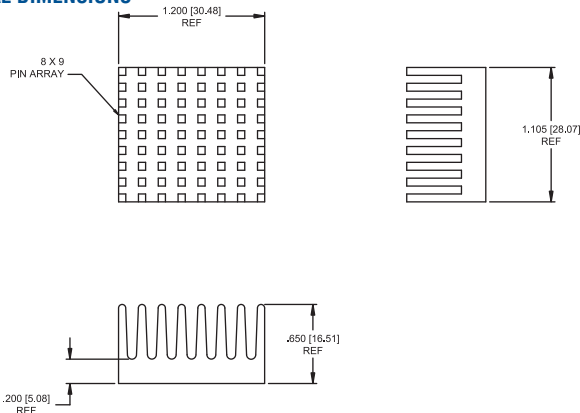 DIMENSIONS
1.200 [30.48]
REF
8 X 9
PIN ARRAY
1.105 [28.07]
REF
.650 [16.51]
REF
.200 [5.08]
REF